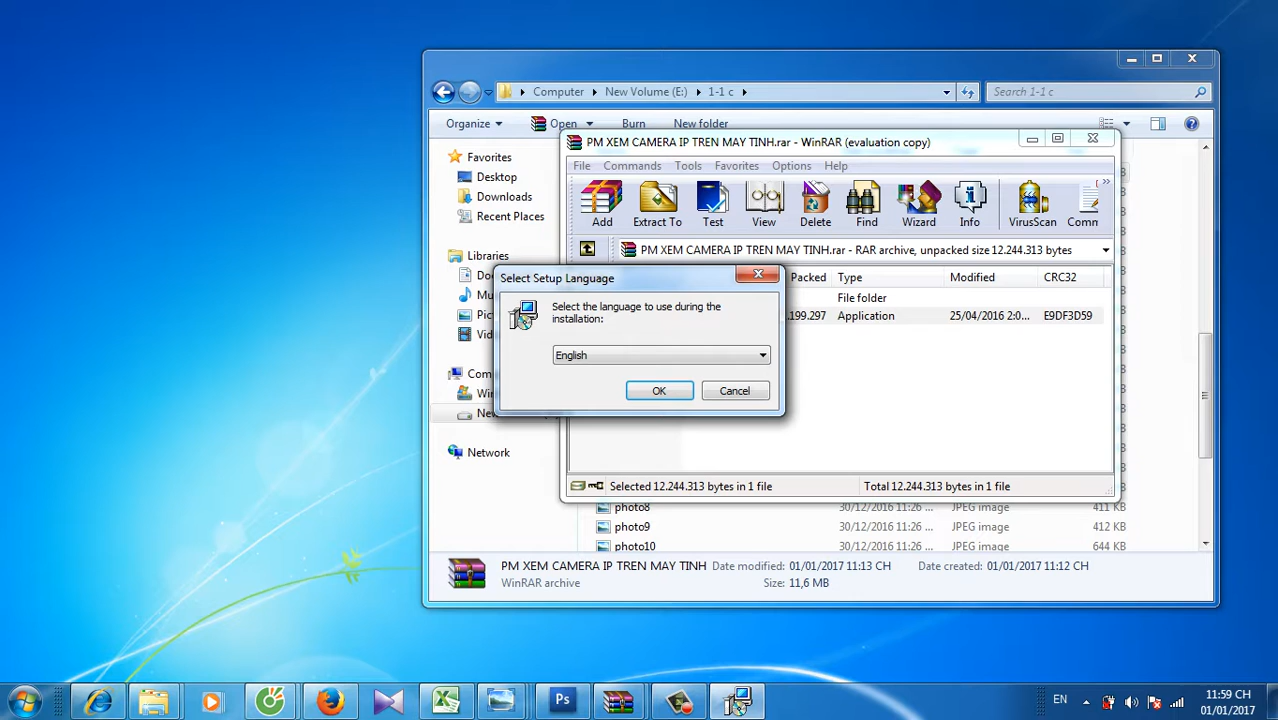 Computer New Volume (E:) 1-1 c Search 1-1 c
Organize Open Burn New folder
PM XEM CAMERA IP TREN MAY TINH.rar - WinRAR (evaluation copy)
File Commands Tools Favorites Options Help
Add Extract To Test View Delete Find Wizard Info VirusScan Comm
PM XEM CAMERA IP TREN MAY TINH.rar - RAR archive, unpacked size 12.244.313 bytes
Packed Type Modified CRC32
File folder
.199.297 Application 25/04/2016 2:0... E9DF3D59
Selected 12.244.313 bytes in 1 file Total 12.244.313 bytes in 1 file
Select Setup Language
Select the language to use during the
installation:
English
OK Cancel
Favorites
Desktop
Downloads
Recent Places
Libraries
Do
Mu
Pic
Vid
Com
Win
Ne
Network
photo8 30/12/2016 11:26 ... JPEG image 411 KB
photo9 30/12/2016 11:26 ... JPEG image 412 KB
photo10 30/12/2016 11:26 ... JPEG image 644 KB
PM XEM CAMERA IP TREN MAY TINH Date modified: 01/01/2017 11:13 CH Date created: 01/01/2017 11:12 CH
WinRAR archive Size: 11,6 MB
Ps
EN 11:59 CH
01/01/2017